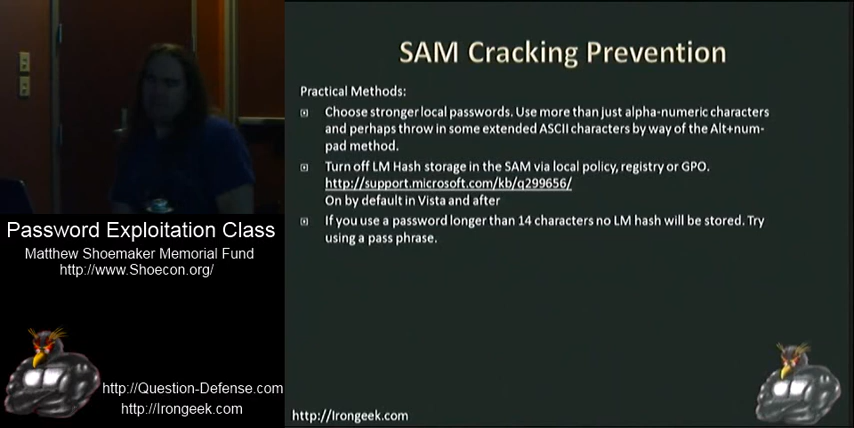 SAM Cracking Prevention
Practical Methods:
Choose stronger local passwords. Use more than just alpha-numeric characters
and perhaps throw in some extended ASCII characters by way of the Alt+num-
pad method.
Turn off LM Hash storage in the SAM via local policy, registry or GPO.
http://support.microsoft.com/kb/q299656/
On by default in Vista and after
If you use a password longer than 14 characters no LM hash will be stored. Try
using a pass phrase.
http://Irongeek.com
Password Exploitation Class
Matthew Shoemaker Memorial Fund
http://www.Shoecon.org/
http://Question-Defense.com
http://Irongeek.com